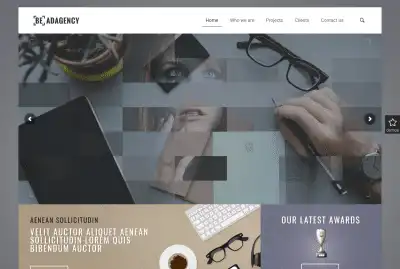 [BE] ADAGENCY
Home Who we are Projects Clients Contact us
demos
AENEAN SOLLICITUDIN
VELIT AUCTOR ALIQUET AENEAN
SOLLICITUDIN LOREM QUIS
BIBENDUM AUCTOR
OUR LATEST AWARDS